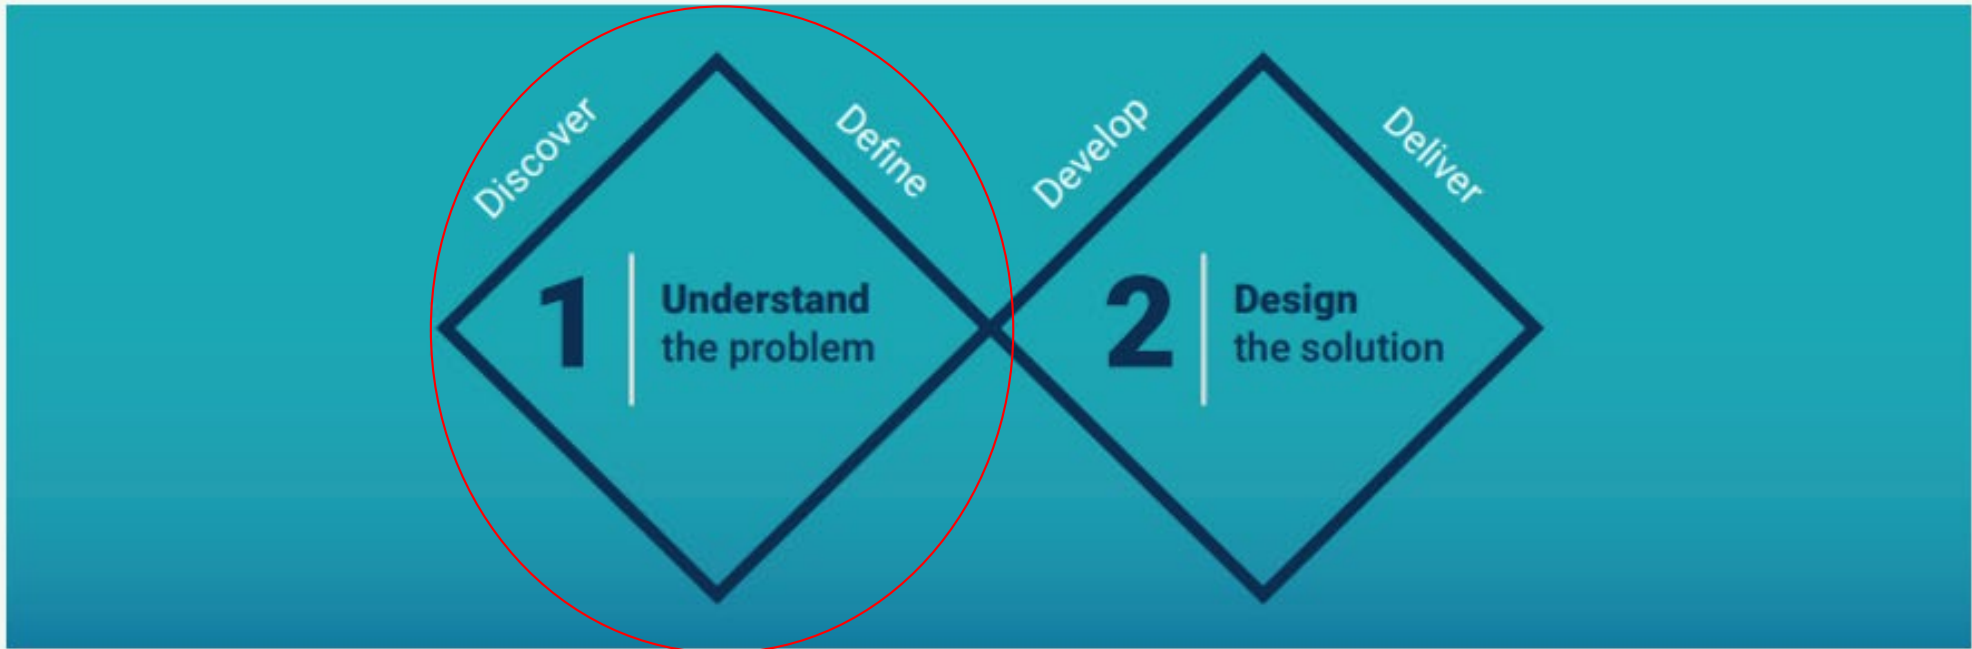 Discover
Define
1
Understand
the problem
Develop
Deliver
2
Design
the solution